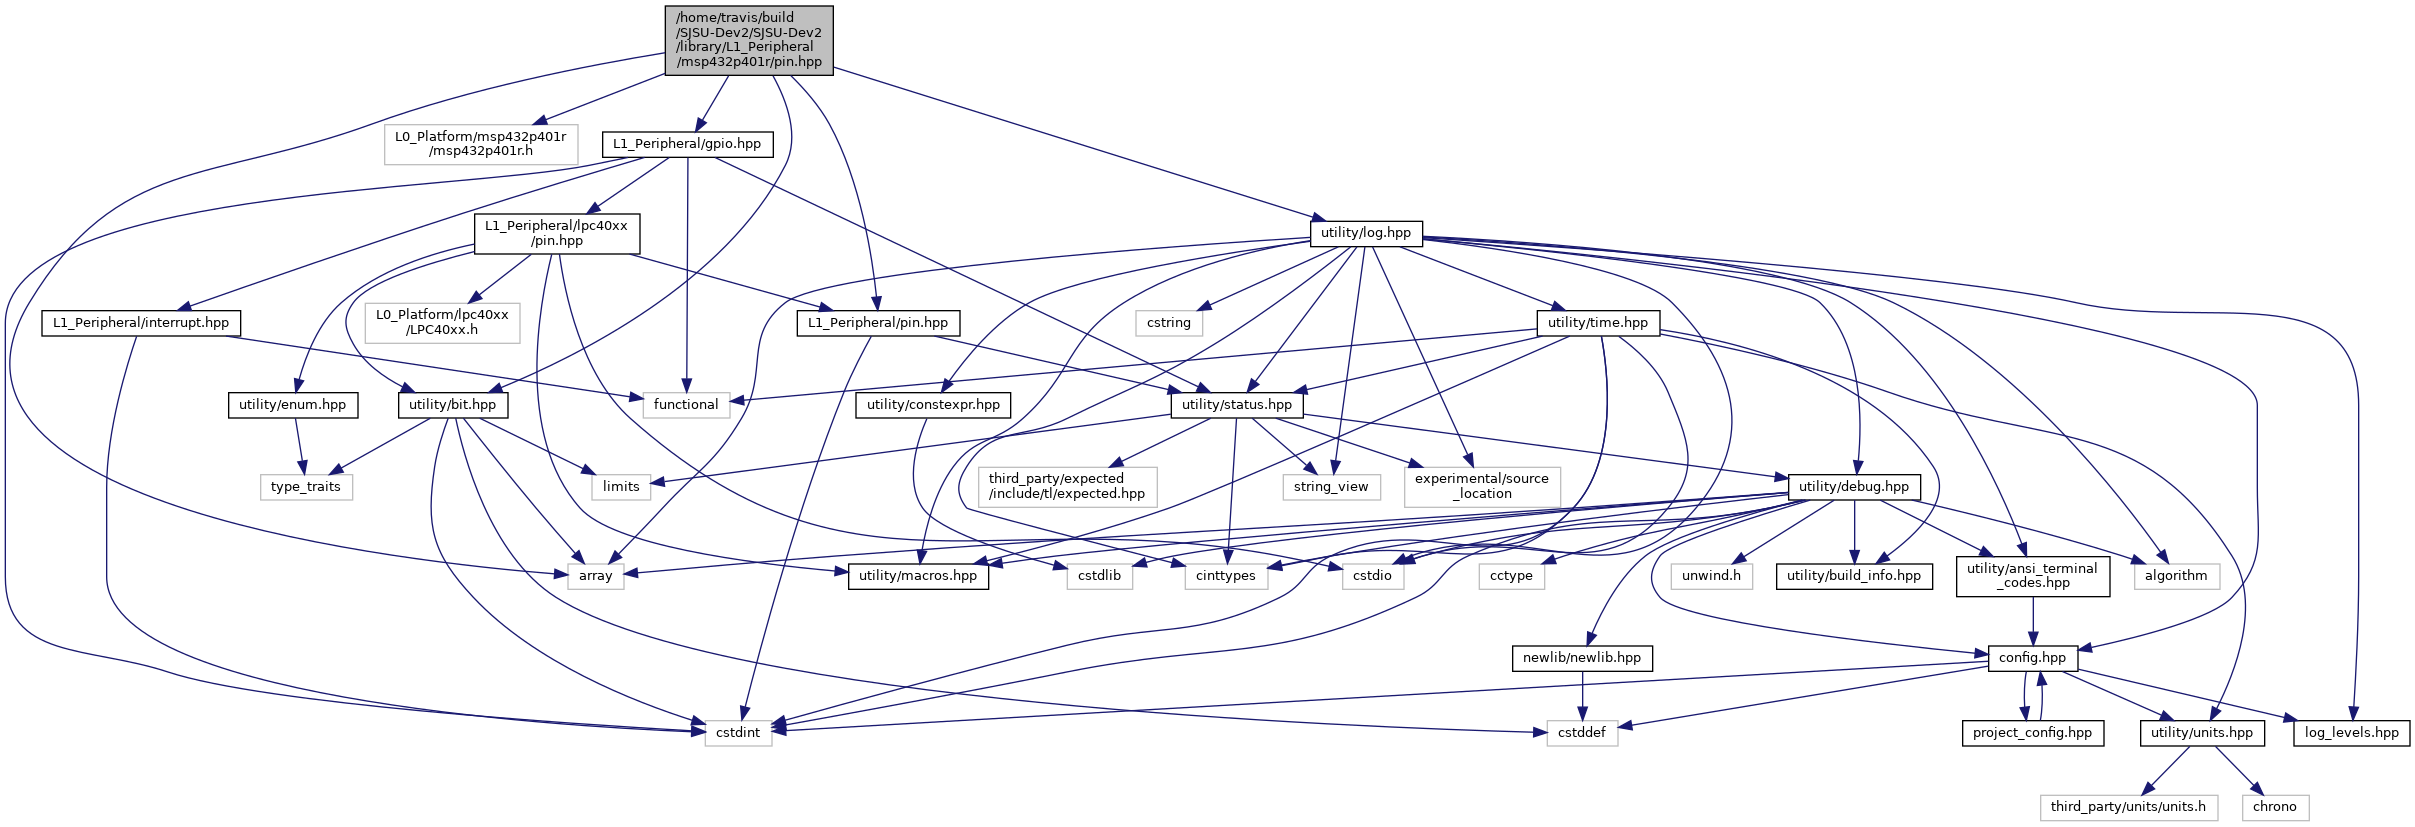 /home/travis/build
/SJSU-Dev2/SJSU-Dev2
/library/L1_Peripheral
/msp432p401r/pin.hpp
L0_Platform/msp432p401r
/msp432p401r.h
L1_Peripheral/gpio.hpp
L1_Peripheral/lpc40xx
/pin.hpp
utility/log.hpp
L1_Peripheral/interrupt.hpp
L0_Platform/lpc40xx
/LPC40xx.h
L1_Peripheral/pin.hpp
cstring
utility/time.hpp
utility/enum.hpp
utility/bit.hpp
functional
utility/constexpr.hpp
utility/status.hpp
type_traits
limits
third_party/expected
/include/tl/expected.hpp
string_view
experimental/source
_location
utility/debug.hpp
array
utility/macros.hpp
cstdlib
cinttypes
cstdio
cctype
unwind.h
utility/build_info.hpp
utility/ansi_terminal
_codes.hpp
algorithm
newlib/newlib.hpp
config.hpp
cstdint
cstddef
project_config.hpp
utility/units.hpp
log_levels.hpp
third_party/units/units.h
chrono